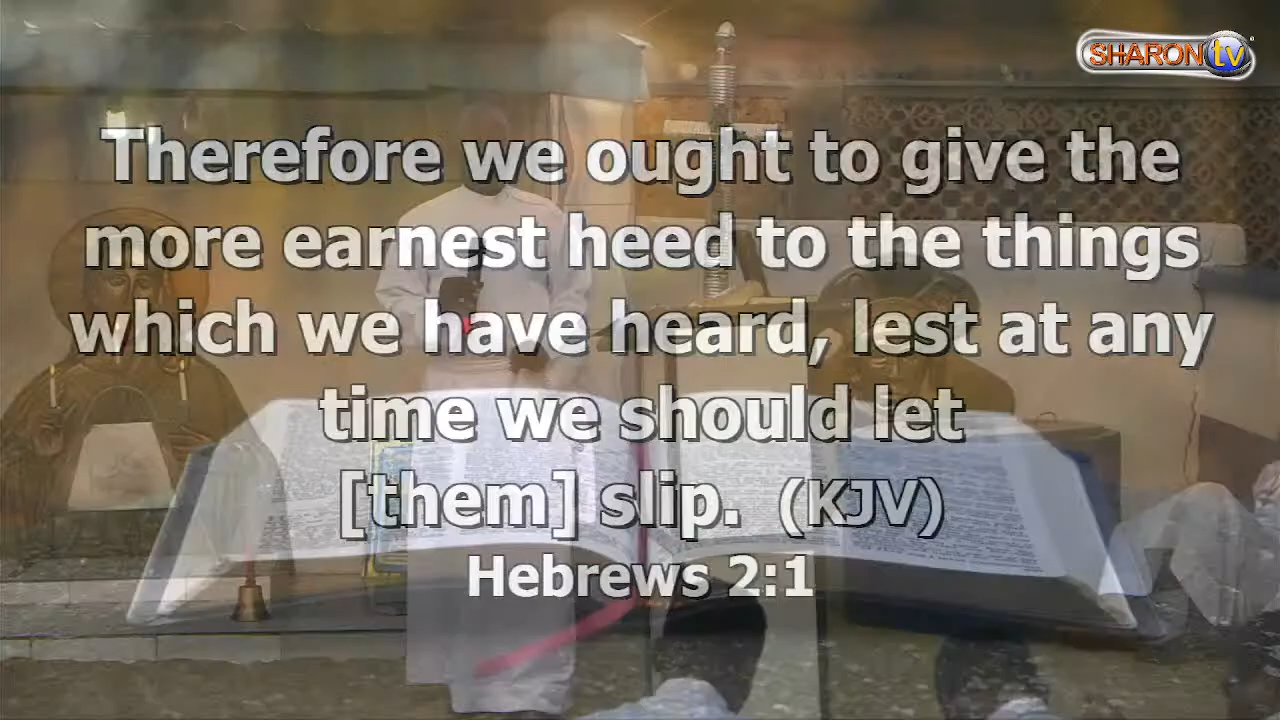 SHARON tv
Therefore we ought to give the
more earnest heed to the things
which we have heard, lest at any
time we should let
[them] slip. (KJV)
Hebrews 2:1